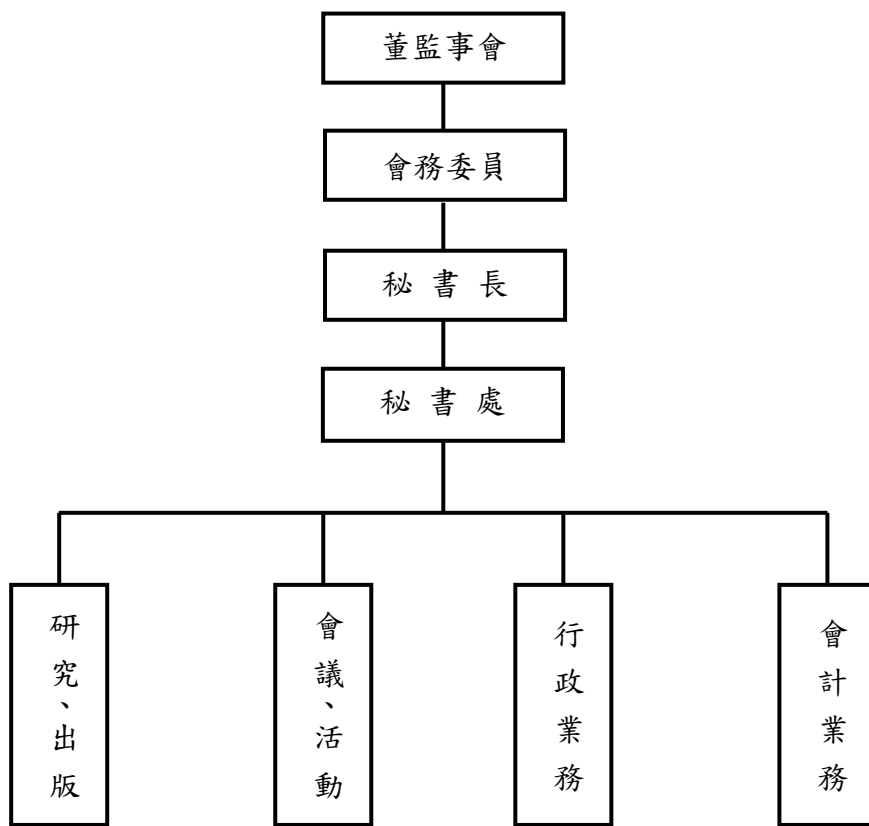 董監事會
會務委員
秘書長
秘書處
研究、出版
會議、活動
行政業務
會計業務